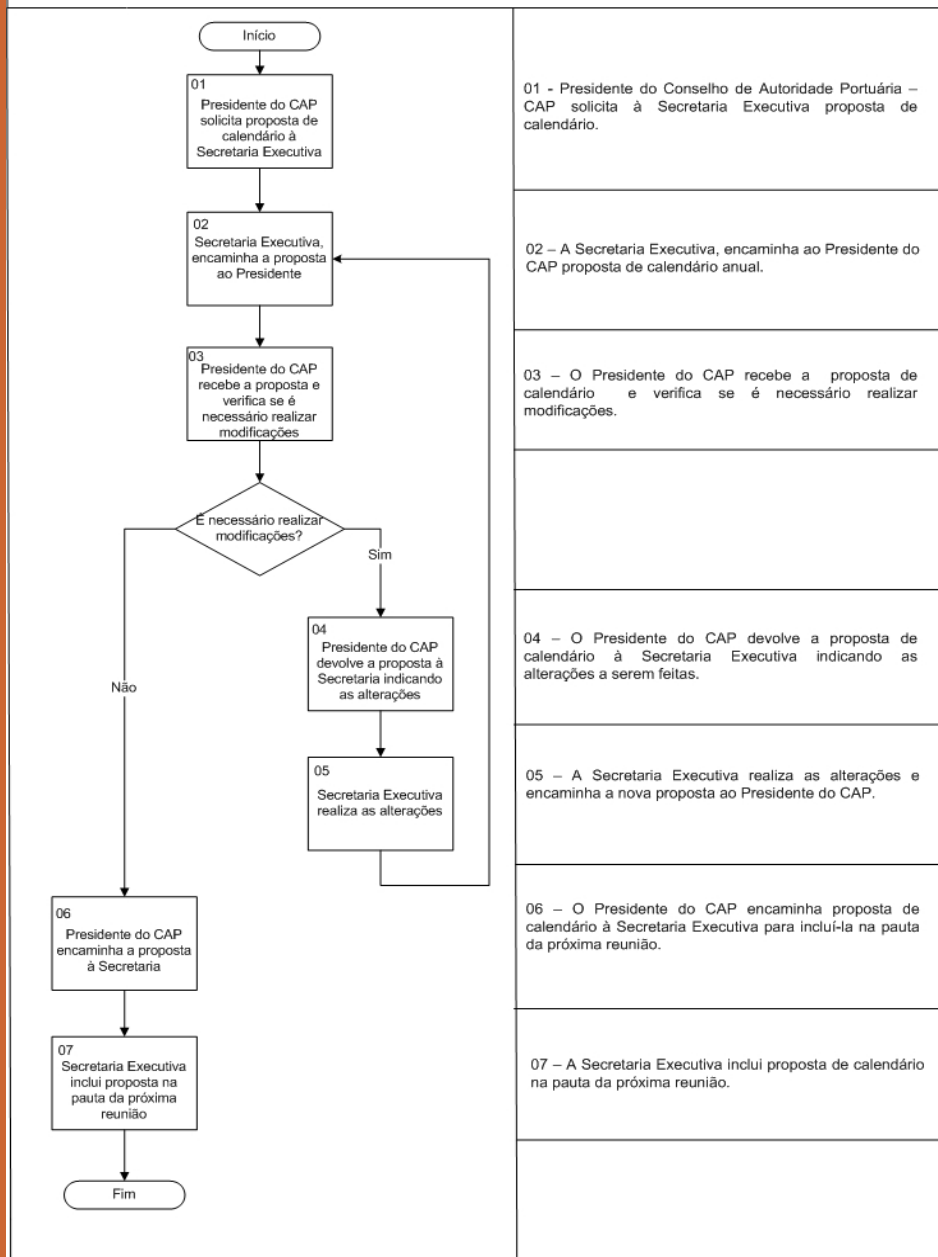 Início
01
Presidente do CAP
solicita proposta de
calendário à
Secretaria Executiva
02
Secretaria Executiva,
encaminha a proposta
ao Presidente
03
Presidente do CAP
recebe a proposta e
verifica se é
necessário realizar
modificações
É necessário realizar
modificações?
Sim
Não
04
Presidente do CAP
devolve a proposta à
Secretaria indicando
as alterações
05
Secretaria Executiva
realiza as alterações
06
Presidente do CAP
encaminha a proposta
à Secretaria
07
Secretaria Executiva
inclui proposta na
pauta da próxima
reunião
Fim
01 - Presidente do Conselho de Autoridade Portuária –
CAP solicita à Secretaria Executiva proposta de
calendário.
02 – A Secretaria Executiva, encaminha ao Presidente do
CAP proposta de calendário anual.
03 – O Presidente do CAP recebe a proposta de
calendário e verifica se é necessário realizar
modificações.
04 – O Presidente do CAP devolve a proposta de
calendário à Secretaria Executiva indicando as
alterações a serem feitas.
05 – A Secretaria Executiva realiza as alterações e
encaminha a nova proposta ao Presidente do CAP.
06 – O Presidente do CAP encaminha proposta de
calendário à Secretaria Executiva para incluí-la na pauta
da próxima reunião.
07 – A Secretaria Executiva inclui proposta de calendário
na pauta da próxima reunião.